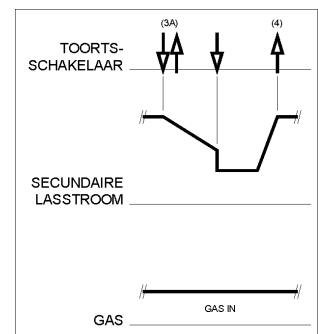 (3A) (4)
TOORTS-
SCHAKELAAR
SECUNDAIRE
LASSTROOM
GAS IN
GAS